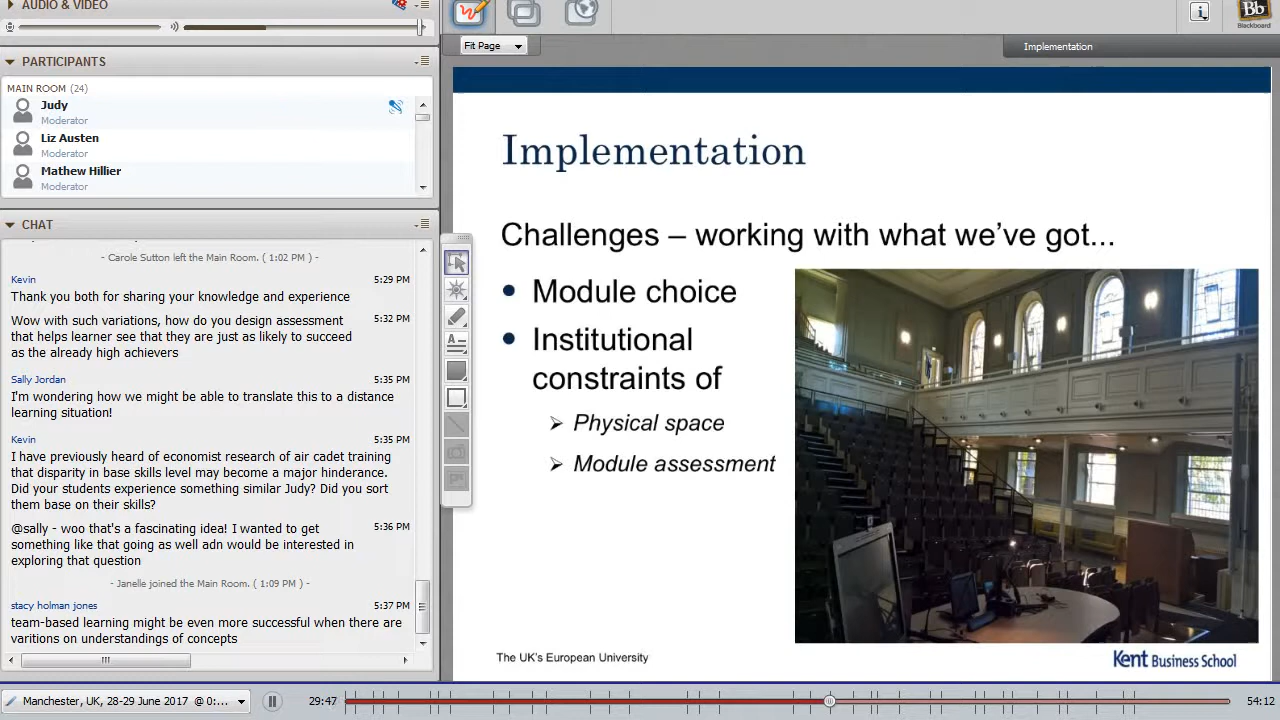 AUDIO & VIDEO
PARTICIPANTS
MAIN ROOM (24)
Judy
Moderator
Liz Austen
Moderator
Mathew Hillier
Moderator
CHAT
- Carole Sutton left the Main Room. ( 1:02 PM ) -
Kevin 5:29 PM
Thank you both for sharing your knowledge and experience
Wow with such variations, how do you design assessment 5:32 PM
that helps learner see that they are just as likely to succeed
as the already high achievers
Sally Jordan 5:35 PM
I'm wondering how we might be able to translate this to a distance
learning situation!
Kevin 5:35 PM
I have previously heard of economist research of air cadet training
that disparity in base skills level may become a major hinderance.
Did your students experience something similar Judy? Did you sort
them base on their skills?
@sally - woo that's a fascinating idea! I wanted to get 5:36 PM
something like that going as well adn would be interested in
exploring that question
- Janelle joined the Main Room. ( 1:09 PM ) -
stacy holman jones 5:37 PM
team-based learning might be even more successful when there are
varitions on understandings of concepts
Bb
Blackboard
Fit Page
Implementation
Implementation
Challenges – working with what we've got...
• Module choice
• Institutional
constraints of
➢ Physical space
➢ Module assessment
The UK's European University
Kent Business School
Manchester, UK, 28-29 June 2017 @ 0:...
29:47
54:12